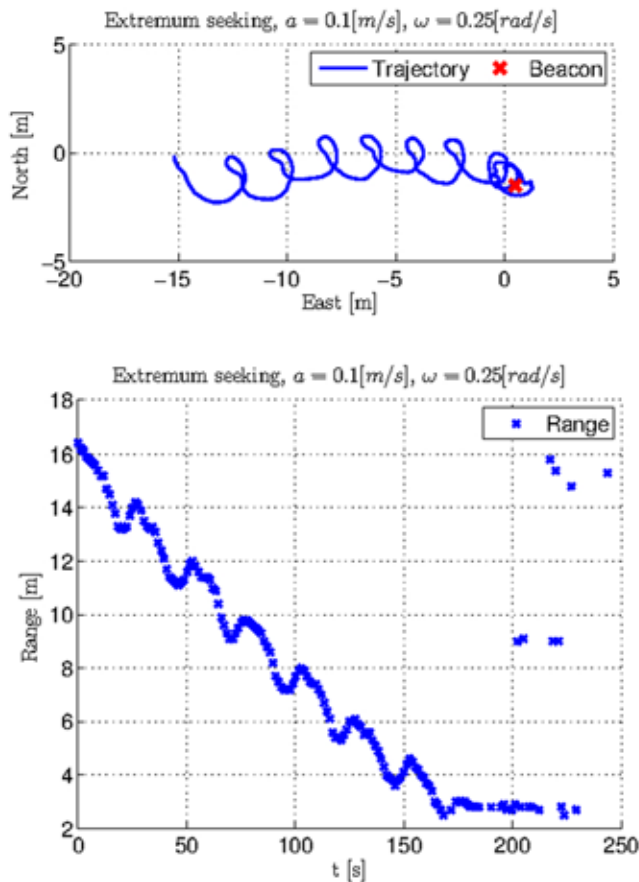 Extremum seeking, a = 0.1[m/s], ω = 0.25[rad/s]
5
Trajectory Beacon
North [m]
0
−5
−20 −15 −10 −5 0 5
East [m]
Extremum seeking, a = 0.1[m/s], ω = 0.25[rad/s]
18
Range
16
14
12
Range [m]
10
8
6
4
2
0 50 100 150 200 250
t [s]